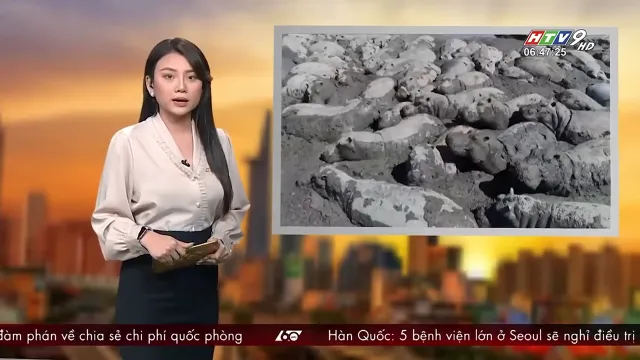 HTV9 HD
06:47:25
đàm phán về chia sẻ chi phí quốc phòng 60 Hàn Quốc: 5 bệnh viện lớn ở Seoul sẽ nghỉ điều trị